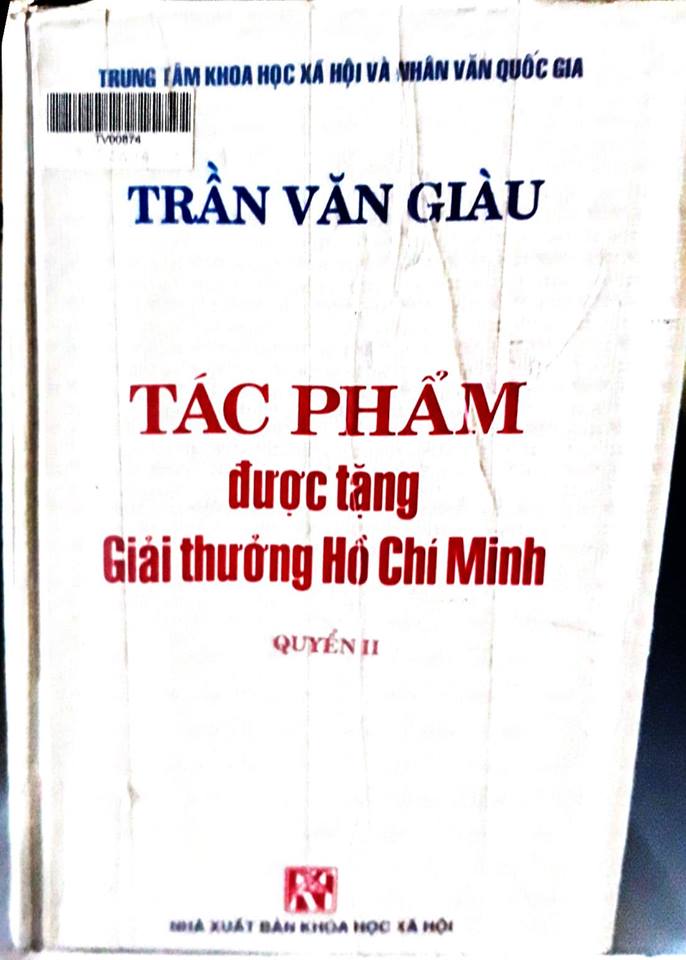 TRUNG TÂM KHOA HỌC XÃ HỘI VÀ NHÂN VĂN QUỐC GIA
TV00874
TRẦN VĂN GIÀU
TÁC PHẨM
được tặng
Giải thưởng Hồ Chí Minh
QUYỂN II
NHÀ XUẤT BẢN KHOA HỌC XÃ HỘI